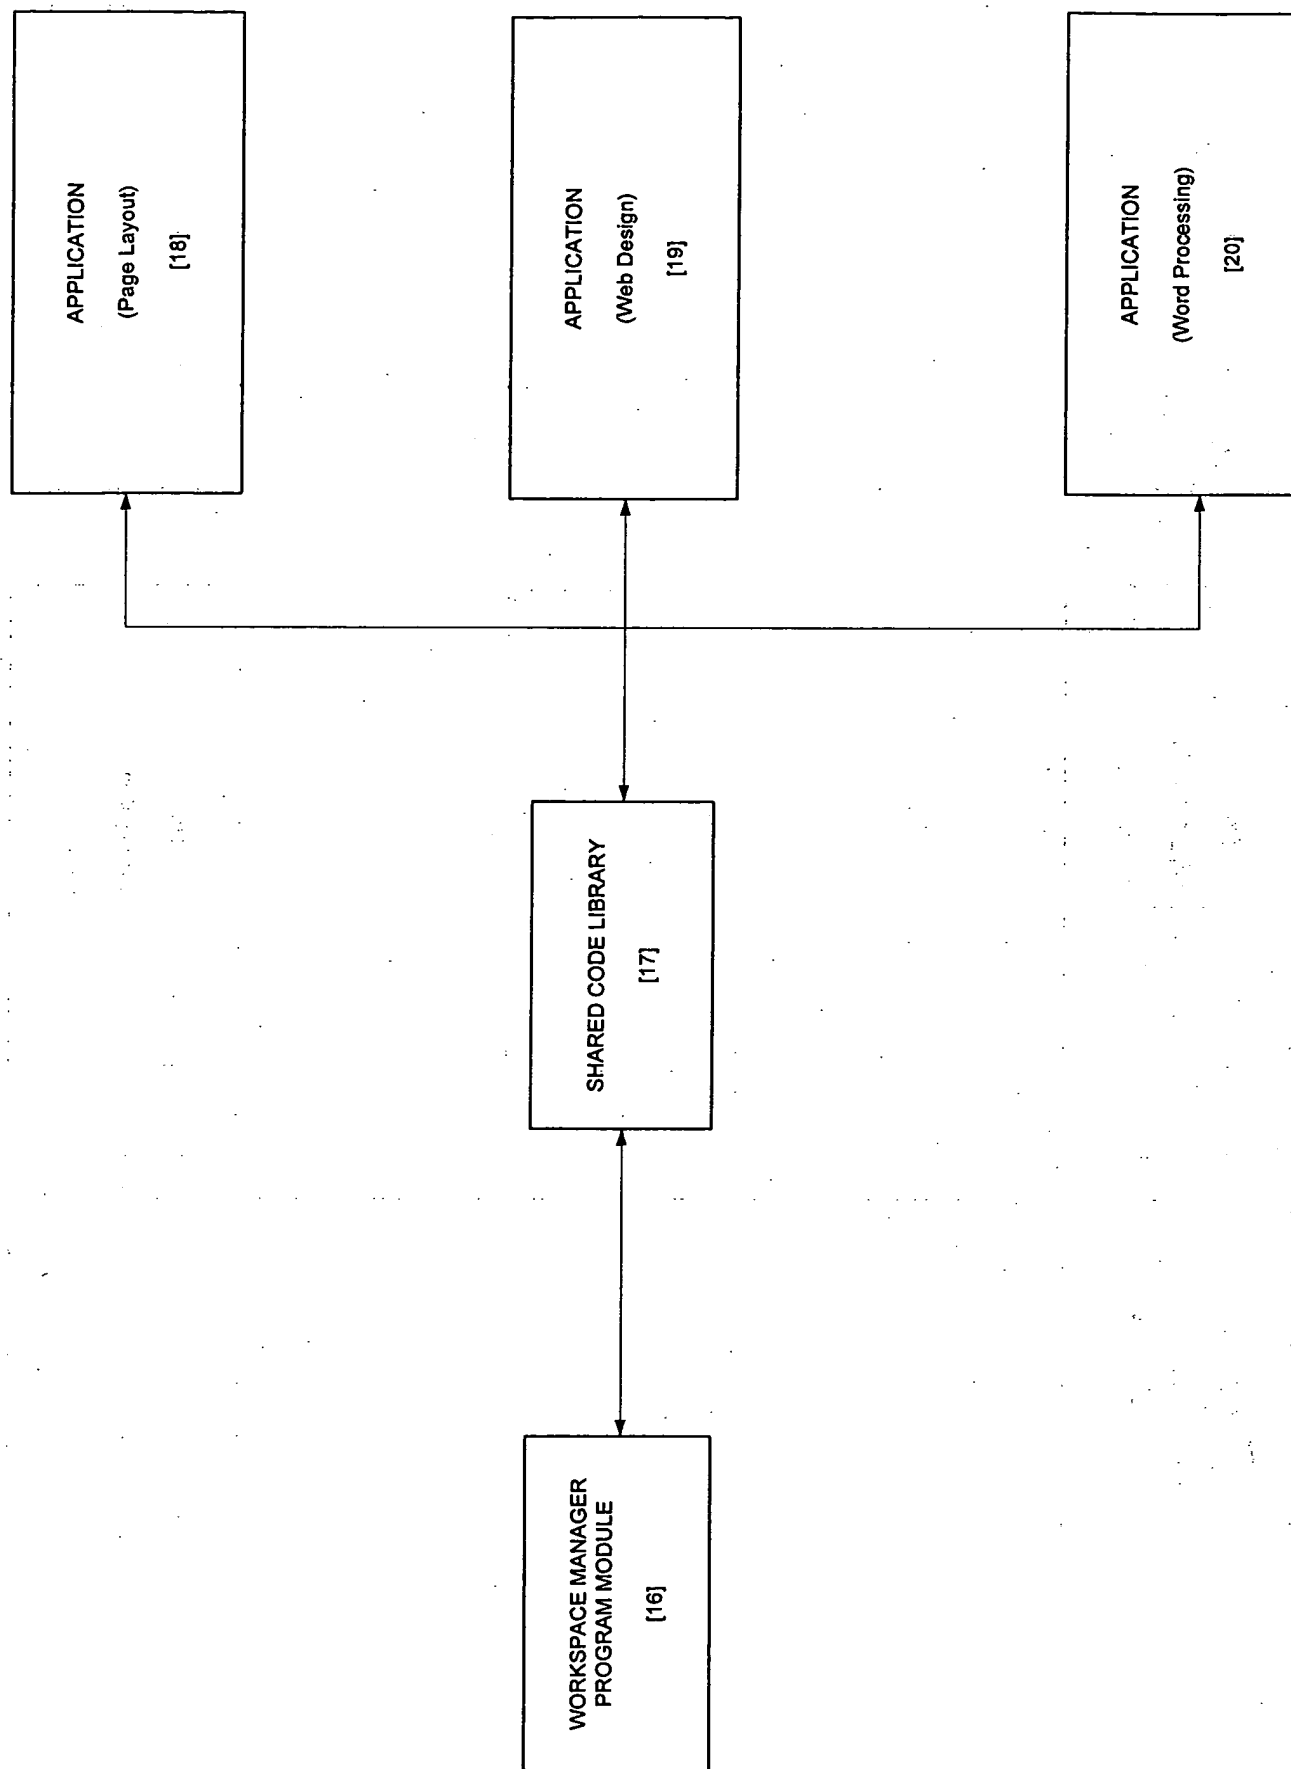 APPLICATION
(Page Layout)
[18]
APPLICATION
(Web Design)
[19]
APPLICATION
(Word Processing)
[20]
SHARED CODE LIBRARY
[17]
WORKSPACE MANAGER
PROGRAM MODULE
[16]